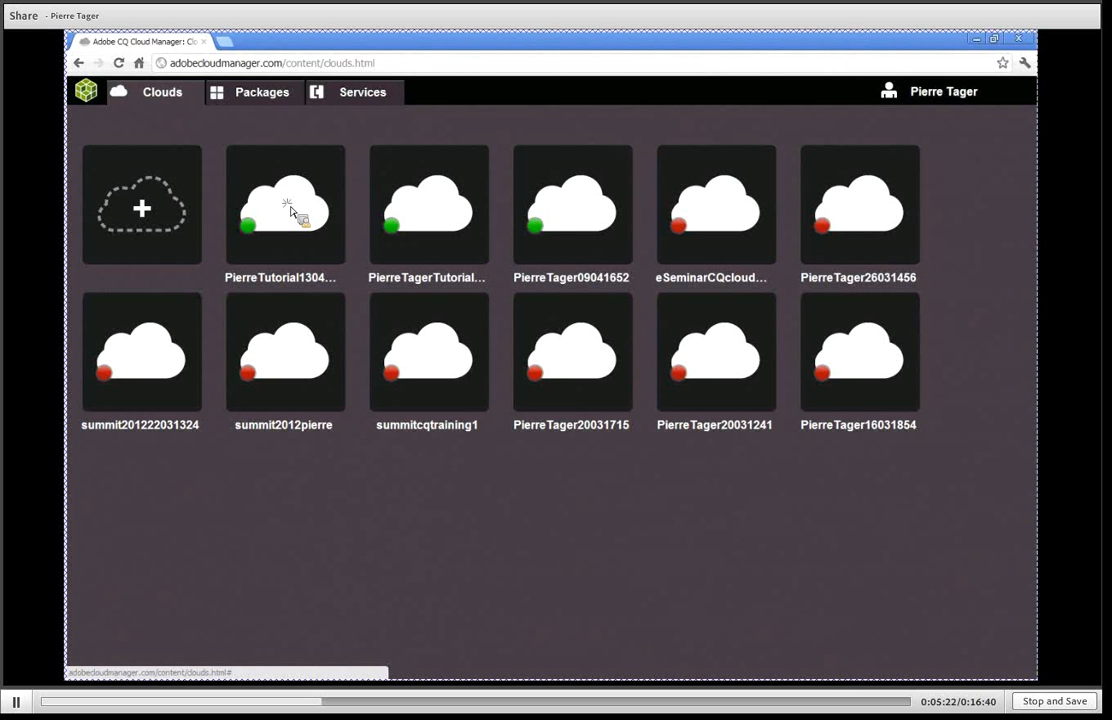 Share - Pierre Tager
Adobe CQ Cloud Manager: Clo
adobecloudmanager.com/content/clouds.html
Clouds Packages Services Pierre Tager
PierreTutorial1304... PierreTagerTutorial... PierreTager09041652 eSeminarCQcloud... PierreTager26031456
summit201222031324 summit2012pierre summitcqtraining1 PierreTager20031715 PierreTager20031241 PierreTager16031854
adobecloudmanager.com/content/clouds.html#
0:05:22/0:16:40 Stop and Save